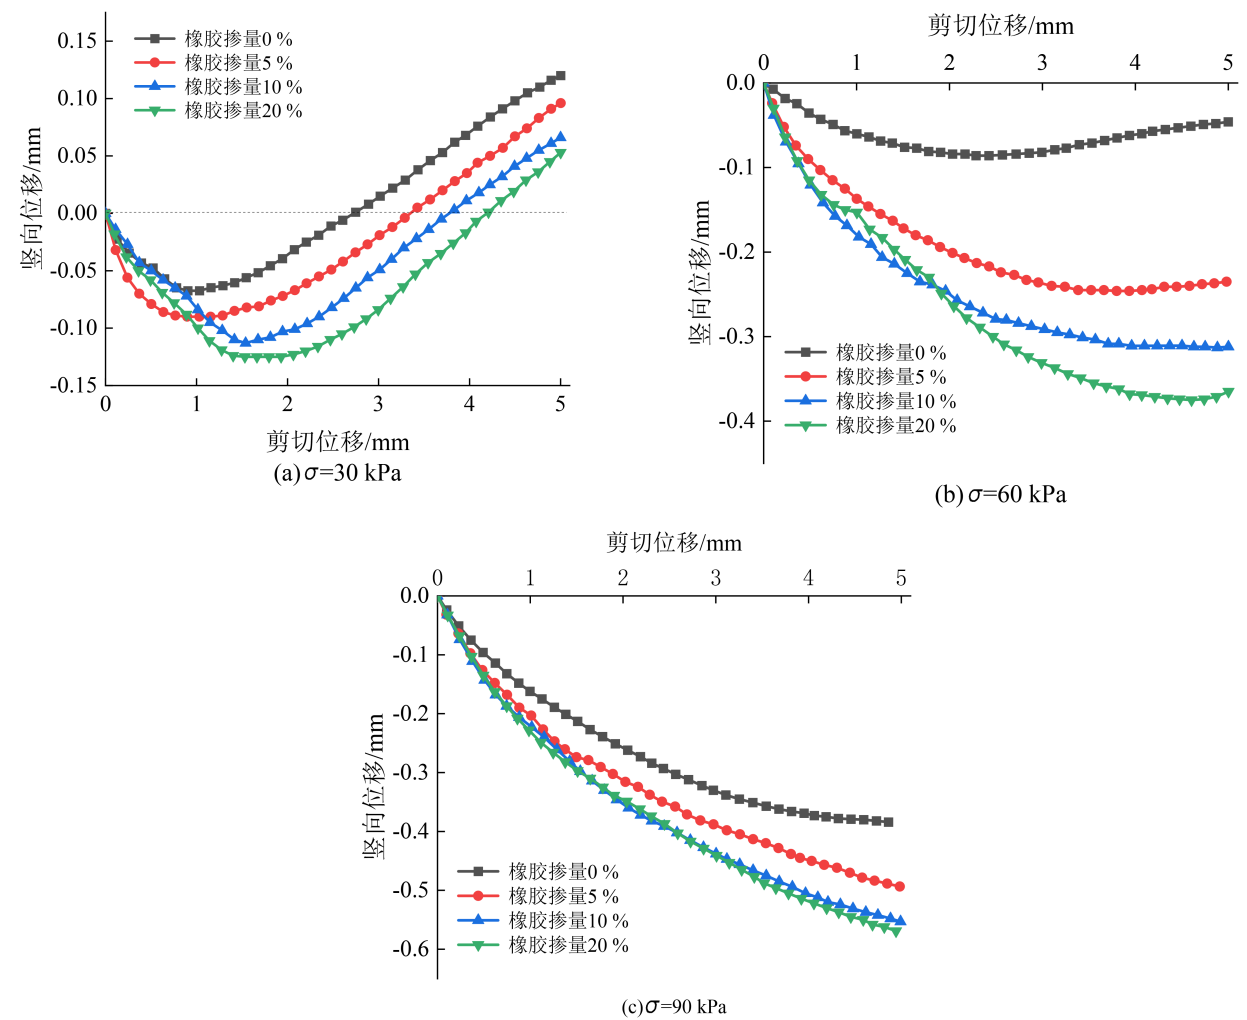 橡胶掺量0 %
橡胶掺量5 %
橡胶掺量10 %
橡胶掺量20 %
0.15
0.10
0.05
0.00
-0.05
-0.10
-0.15
竖向位移/mm
0 1 2 3 4 5
剪切位移/mm
(a) σ=30 kPa
剪切位移/mm
0 1 2 3 4 5
0.0
-0.1
-0.2
-0.3
-0.4
竖向位移/mm
橡胶掺量0 %
橡胶掺量5 %
橡胶掺量10 %
橡胶掺量20 %
(b) σ=60 kPa
剪切位移/mm
0 1 2 3 4 5
0.0
-0.1
-0.2
-0.3
-0.4
-0.5
-0.6
竖向位移/mm
橡胶掺量0 %
橡胶掺量5 %
橡胶掺量10 %
橡胶掺量20 %
(c) σ=90 kPa